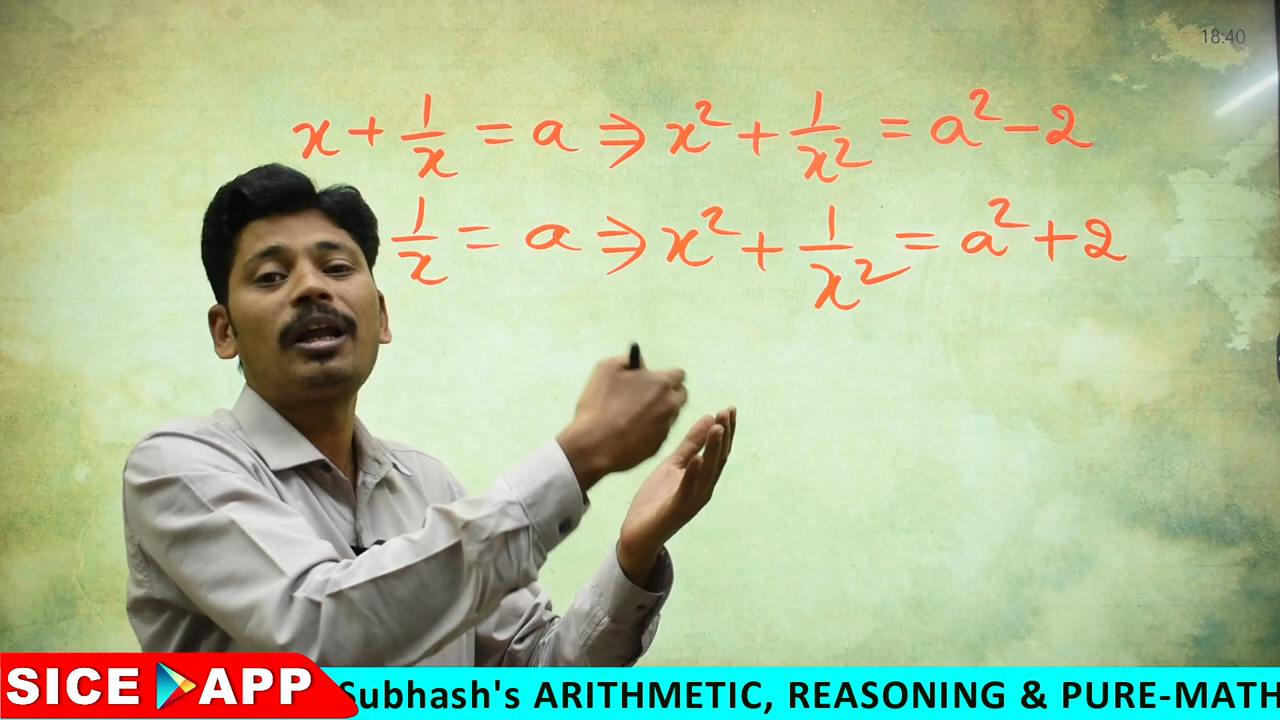 18:40
x + 1/x = a ⇒ x² + 1/x² = a² - 2
1/x = a ⇒ x² + 1/x² = a² + 2
SICE APP
Subhash's ARITHMETIC, REASONING & PURE-MATH